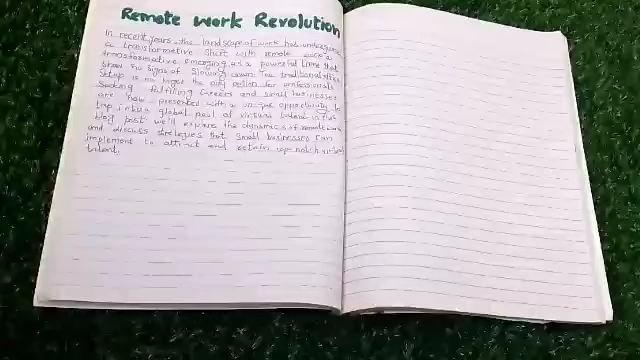 Remote work Revolution
In recent years, the landscape of work has undergone
a transformative shift with remote
transformative emerging as a powerful that
show no signs of slowing down. The traditional office
Setup is no longer the only option for professionals
Seeking fulfilling careers and small businesses
are now presented with a unique opportunity to
tap into a global pool of virtual talent in this
blog post we'll explore the dynamics of remote work
and discuss strategies that small businesses can
implement to attract and retain top-notch virtual
talent.